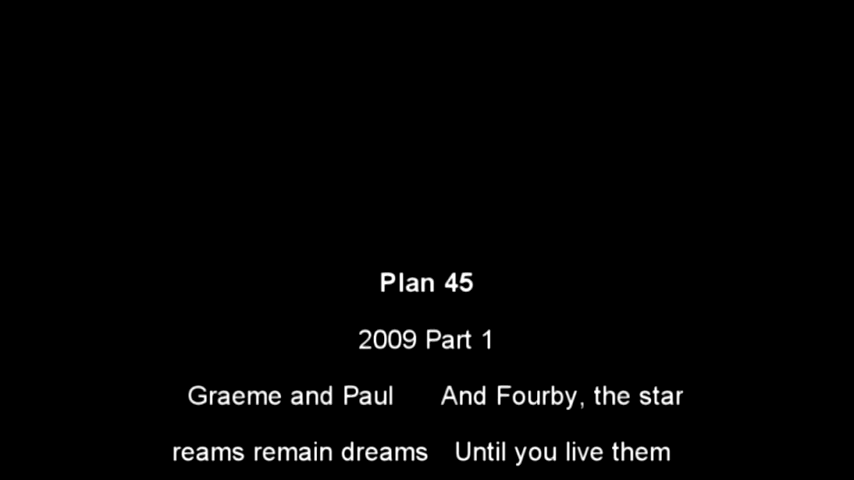 Plan 45
2009 Part 1
Graeme and Paul And Fourby, the star
reams remain dreams Until you live them